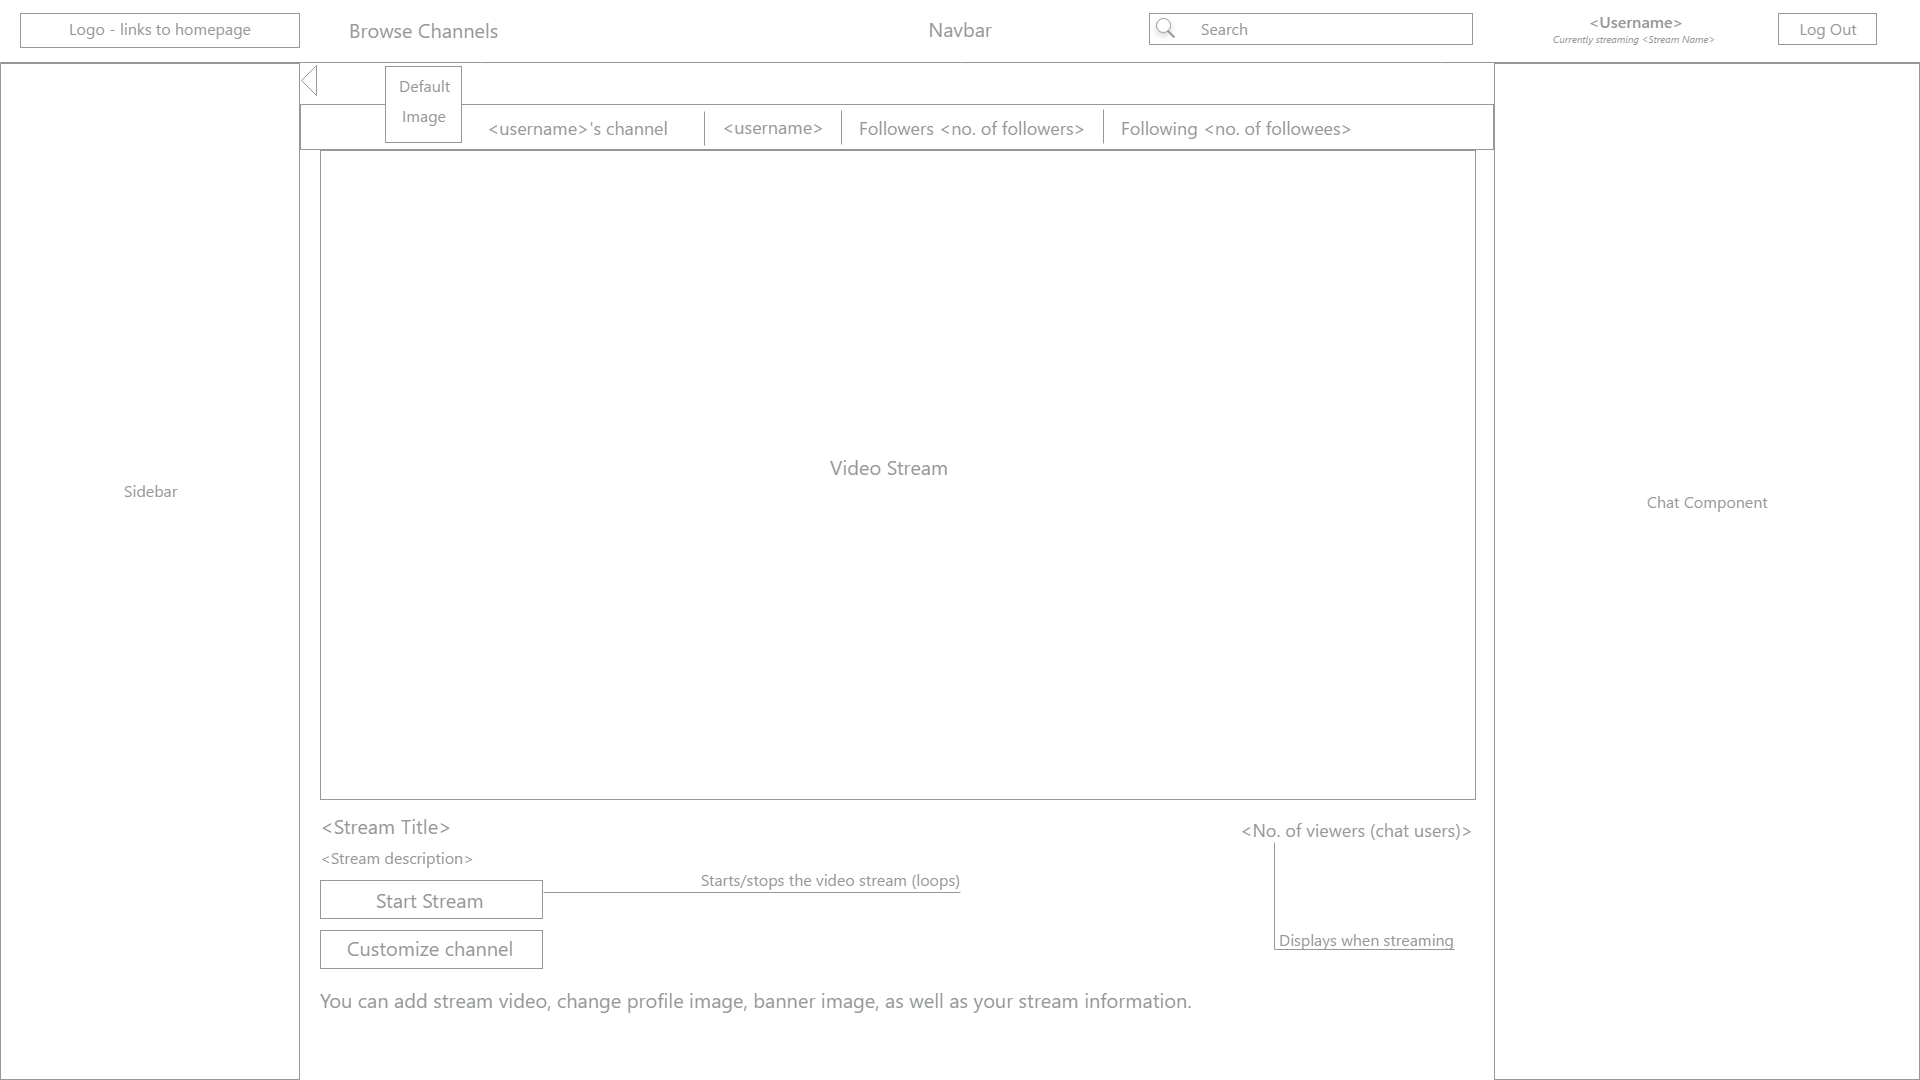 Logo - links to homepage
Browse Channels
Navbar
Search
<Username>
Currently streaming <Stream Name>
Log Out
Default
Image
<username>'s channel
<username>
Followers <no. of followers>
Following <no. of followees>
Video Stream
Sidebar
Chat Component
<Stream Title>
<No. of viewers (chat users)>
<Stream description>
Starts/stops the video stream (loops)
Start Stream
Displays when streaming
Customize channel
You can add stream video, change profile image, banner image, as well as your stream information.